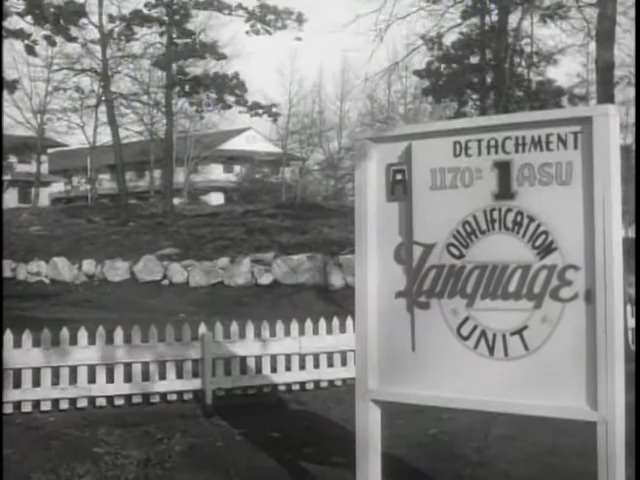 DETACHMENT
A 1170th 1 ASU
QUALIFICATION
Language
UNIT